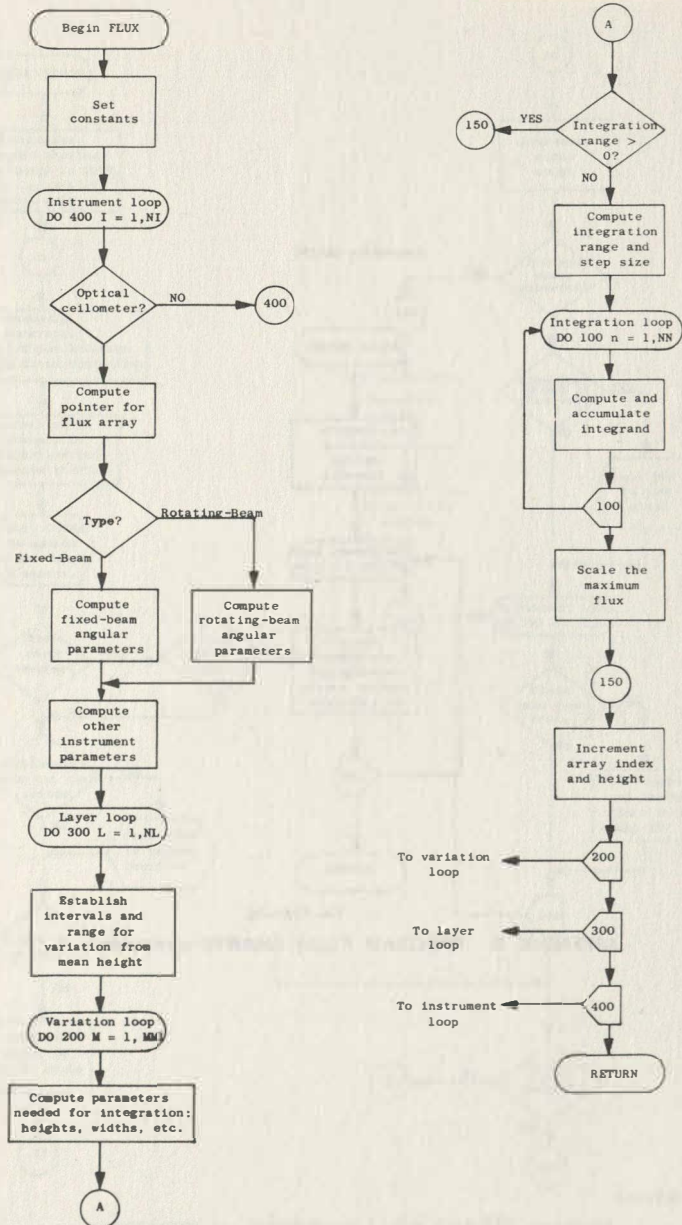 Begin FLUX
Set
constants
Instrument loop
DO 400 I = 1,NI
Optical
ceilometer?
NO
400
Compute
pointer for
flux array
Type?
Rotating-Beam
Fixed-Beam
Compute
fixed-beam
angular
parameters
Compute
rotating-beam
angular
parameters
Compute
other
instrument
parameters
Layer loop
DO 300 L = 1,NL
Establish
intervals and
range for
variation from
mean height
Variation loop
DO 200 M = 1,
Compute parameters
needed for integration:
heights, widths, etc.
A
A
150
YES
Integration
range >
0?
NO
Compute
integration
range and
step size
Integration loop
DO 100 n = 1,NN
Compute and
accumulate
integrand
100
Scale the
maximum
flux
150
Increment
array index
and height
To variation
loop
200
To layer
loop
300
To instrument
loop
400
RETURN